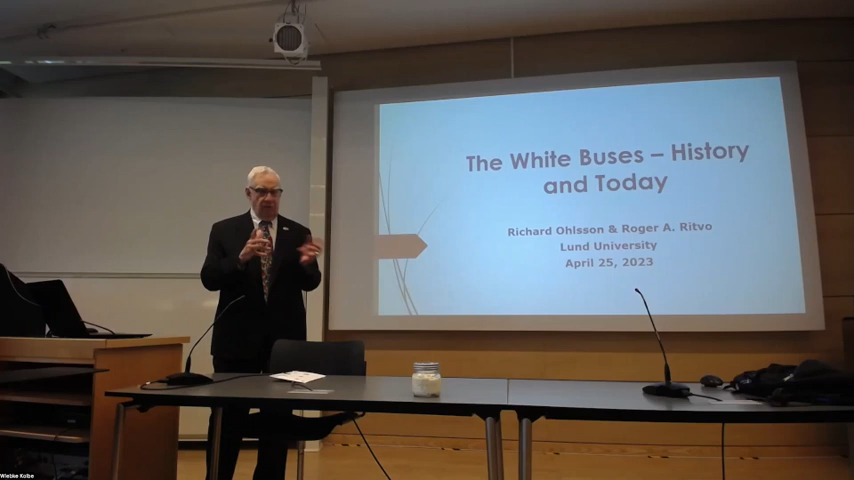 The White Buses – History
and Today
Richard Ohlsson & Roger A. Ritvo
Lund University
April 25, 2023
Wiebke Kolbe